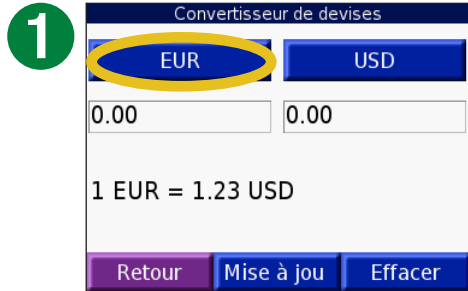 1
Convertisseur de devises
EUR USD
0.00 0.00
1 EUR = 1.23 USD
Retour Mise à jou Effacer